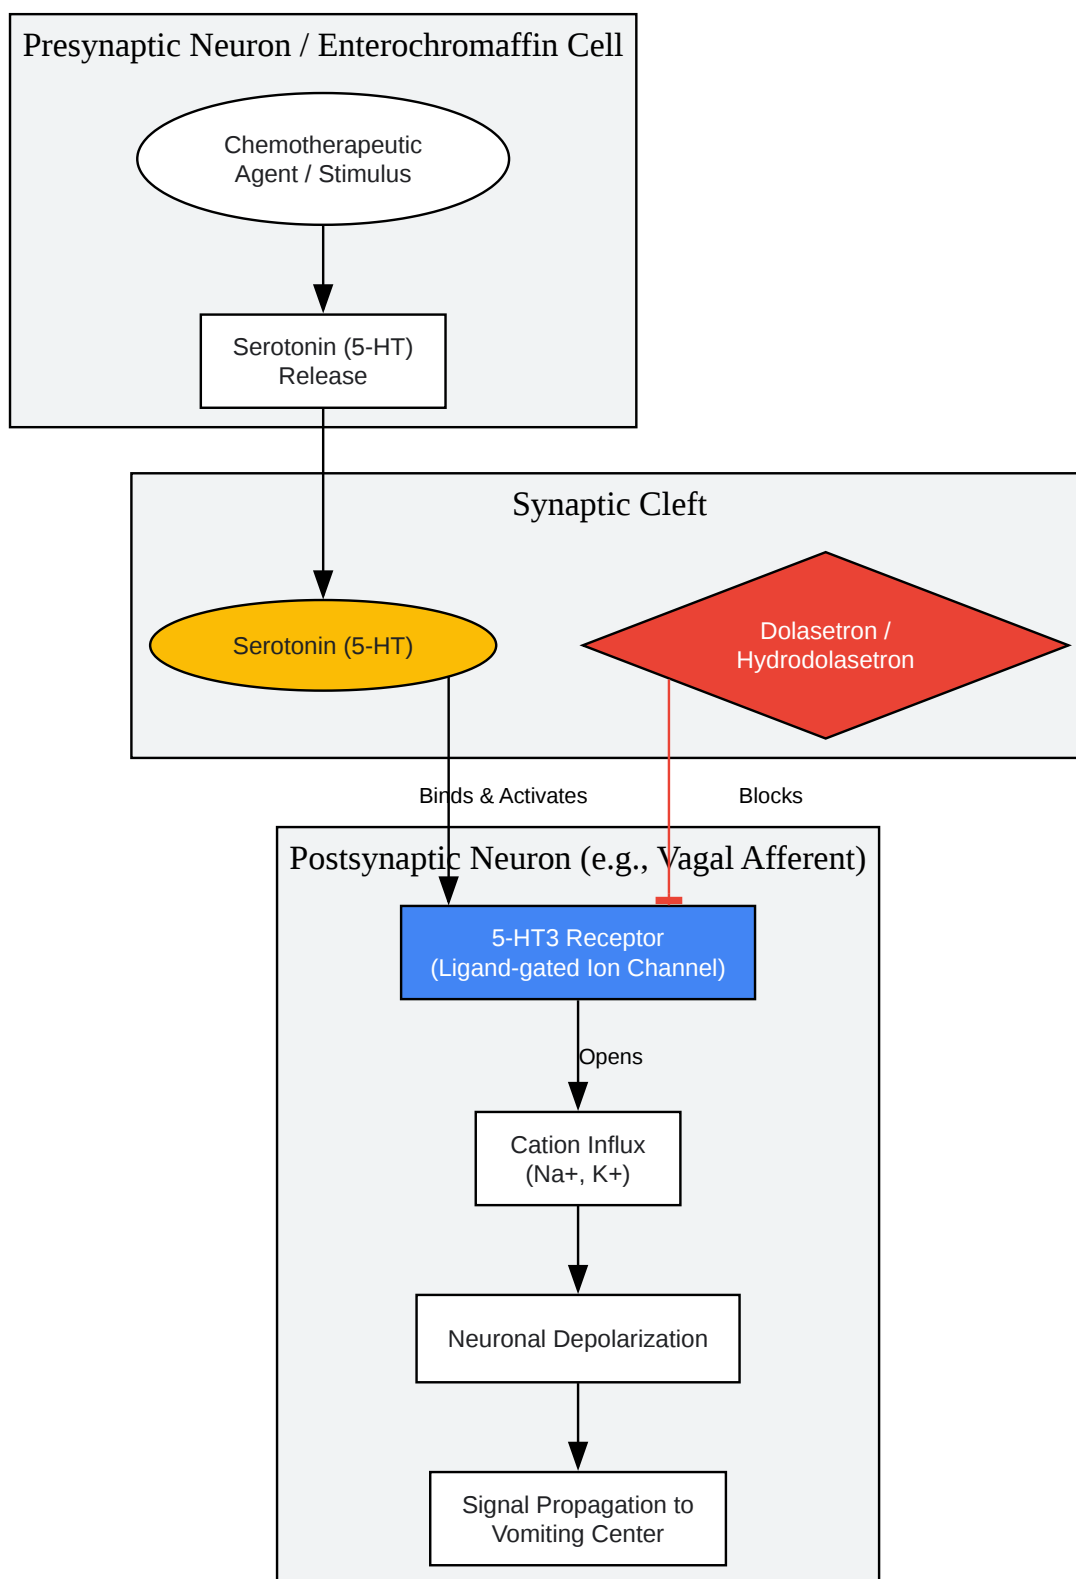 Presynaptic Neuron / Enterochromaffin Cell
Chemotherapeutic
Agent / Stimulus
Serotonin (5-HT)
Release
Synaptic Cleft
Serotonin (5-HT)
Dolasetron /
Hydrodolasetron
Binds & Activates
Blocks
Postsynaptic Neuron (e.g., Vagal Afferent)
5-HT3 Receptor
(Ligand-gated Ion Channel)
Opens
Cation Influx
(Na+, K+)
Neuronal Depolarization
Signal Propagation to
Vomiting Center